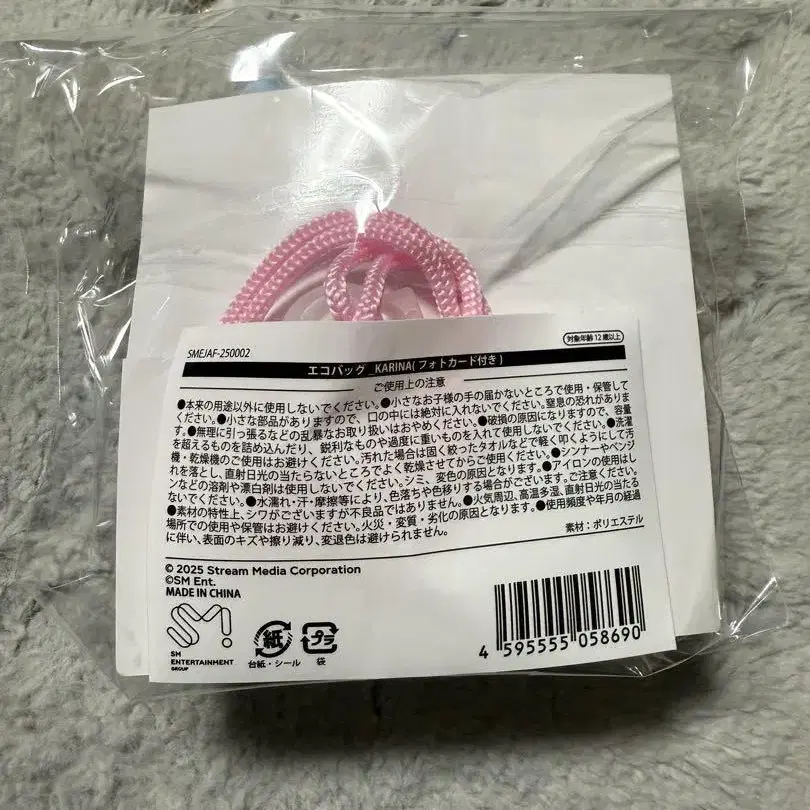 SMEJAF-250002
対象年齢12歳以上
エコバッグ_KARINA(フォトカード付き)
ご使用上の注意
●本来の用途以外に使用しないでください。●小さなお子様の手の届かないところで使用・保管して
ください。●小さな部品がありますので、口の中には絶対に入れないでください。窒息の恐れがありま
す。●無理に引っ張るなどの乱暴なお取り扱いはおやめください。●破損の原因になりますので、容量
を超えるものを詰め込んだり、鋭利なものや過度に重いものを入れて使用しないでください。●洗濯
機・乾燥機のご使用はお避けください。汚れた場合は固く絞ったタオルなどで軽く叩くようにして汚
れを落とし、直射日光の当たらないところでよく乾燥させてからご使用ください。●シンナーやベンジ
ンなどの溶剤や漂白剤は使用しないでください。シミ、変色の原因となります。●アイロンの使用はし
ないでください。●水濡れ・汗・摩擦等により、色落ちや色移りする場合がございます。ご注意ください。
●素材の特性上、シワがございますが不良品ではありません。●火気周辺、高温多湿、直射日光の当たる
場所での使用や保管はお避けください。火災・変質・劣化の原因となります。●使用頻度や年月の経過
に伴い、表面のキズや擦り減り、変退色は避けられません。
素材：ポリエステル
© 2025 Stream Media Corporation
©SM Ent.
MADE IN CHINA
SM
SM
ENTERTAINMENT
GROUP
紙
台紙・シール
プラ
袋
4 595555 058690